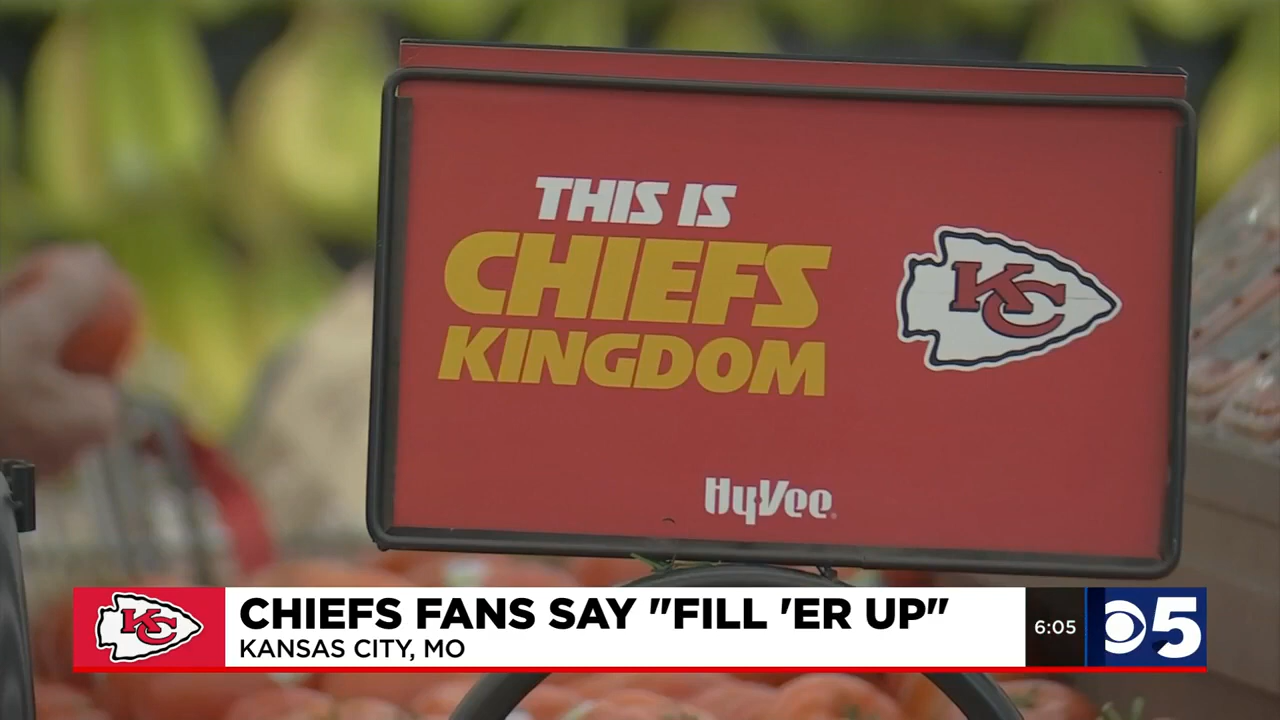 THIS IS
CHIEFS
KINGDOM
KC
HyVee
KC
CHIEFS FANS SAY "FILL 'ER UP"
KANSAS CITY, MO
6:05
5